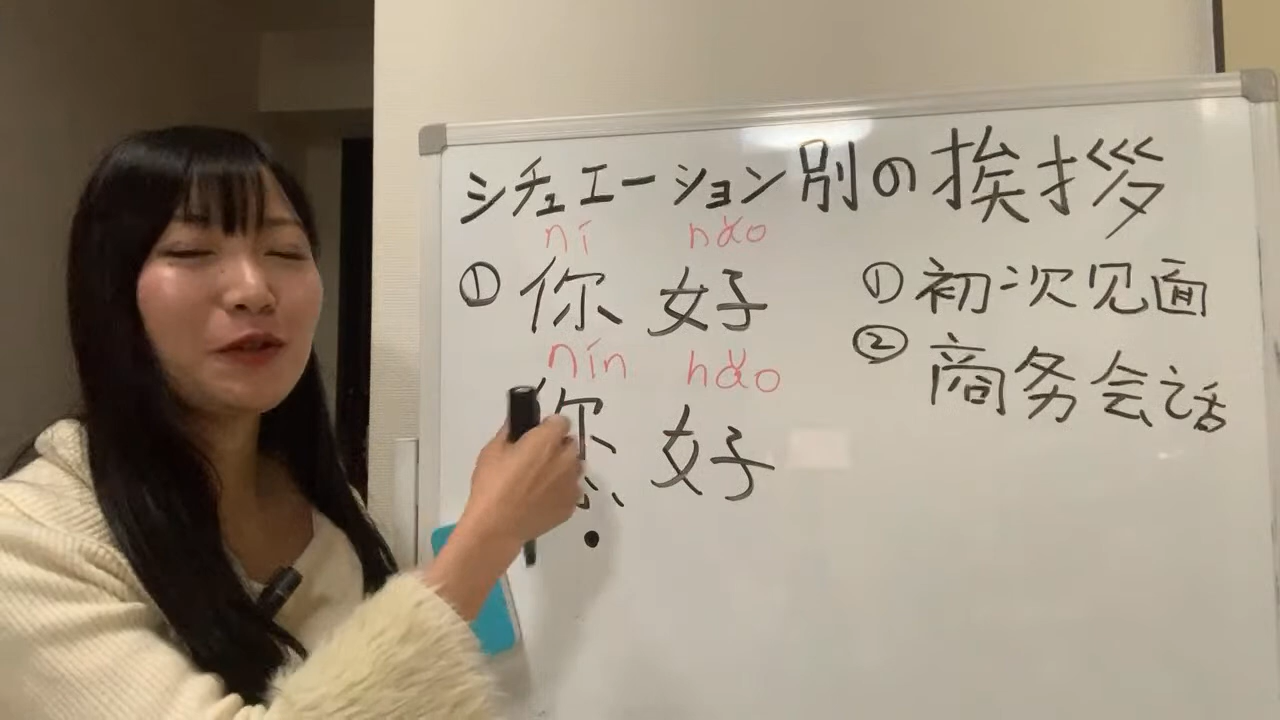 シチュエーション別の挨拶
ní hǎo
① 你好
nín hǎo
您好
① 初次见面
② 商务会话